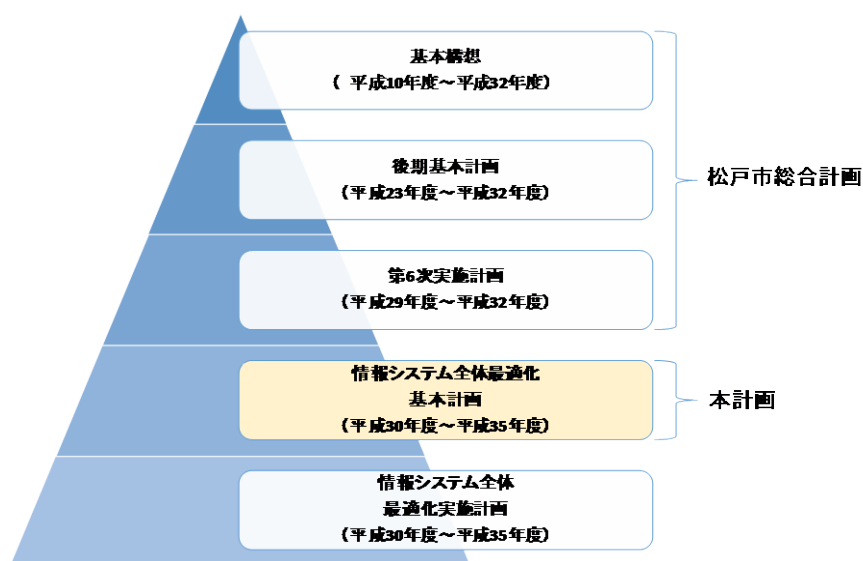 基本構想
( 平成10年度～平成32年度)
後期基本計画
(平成23年度～平成32年度)
第6次実施計画
(平成29年度～平成32年度)
松戸市総合計画
情報システム全体最適化
基本計画
(平成30年度～平成35年度)
本計画
情報システム全体
最適化実施計画
(平成30年度～平成35年度)